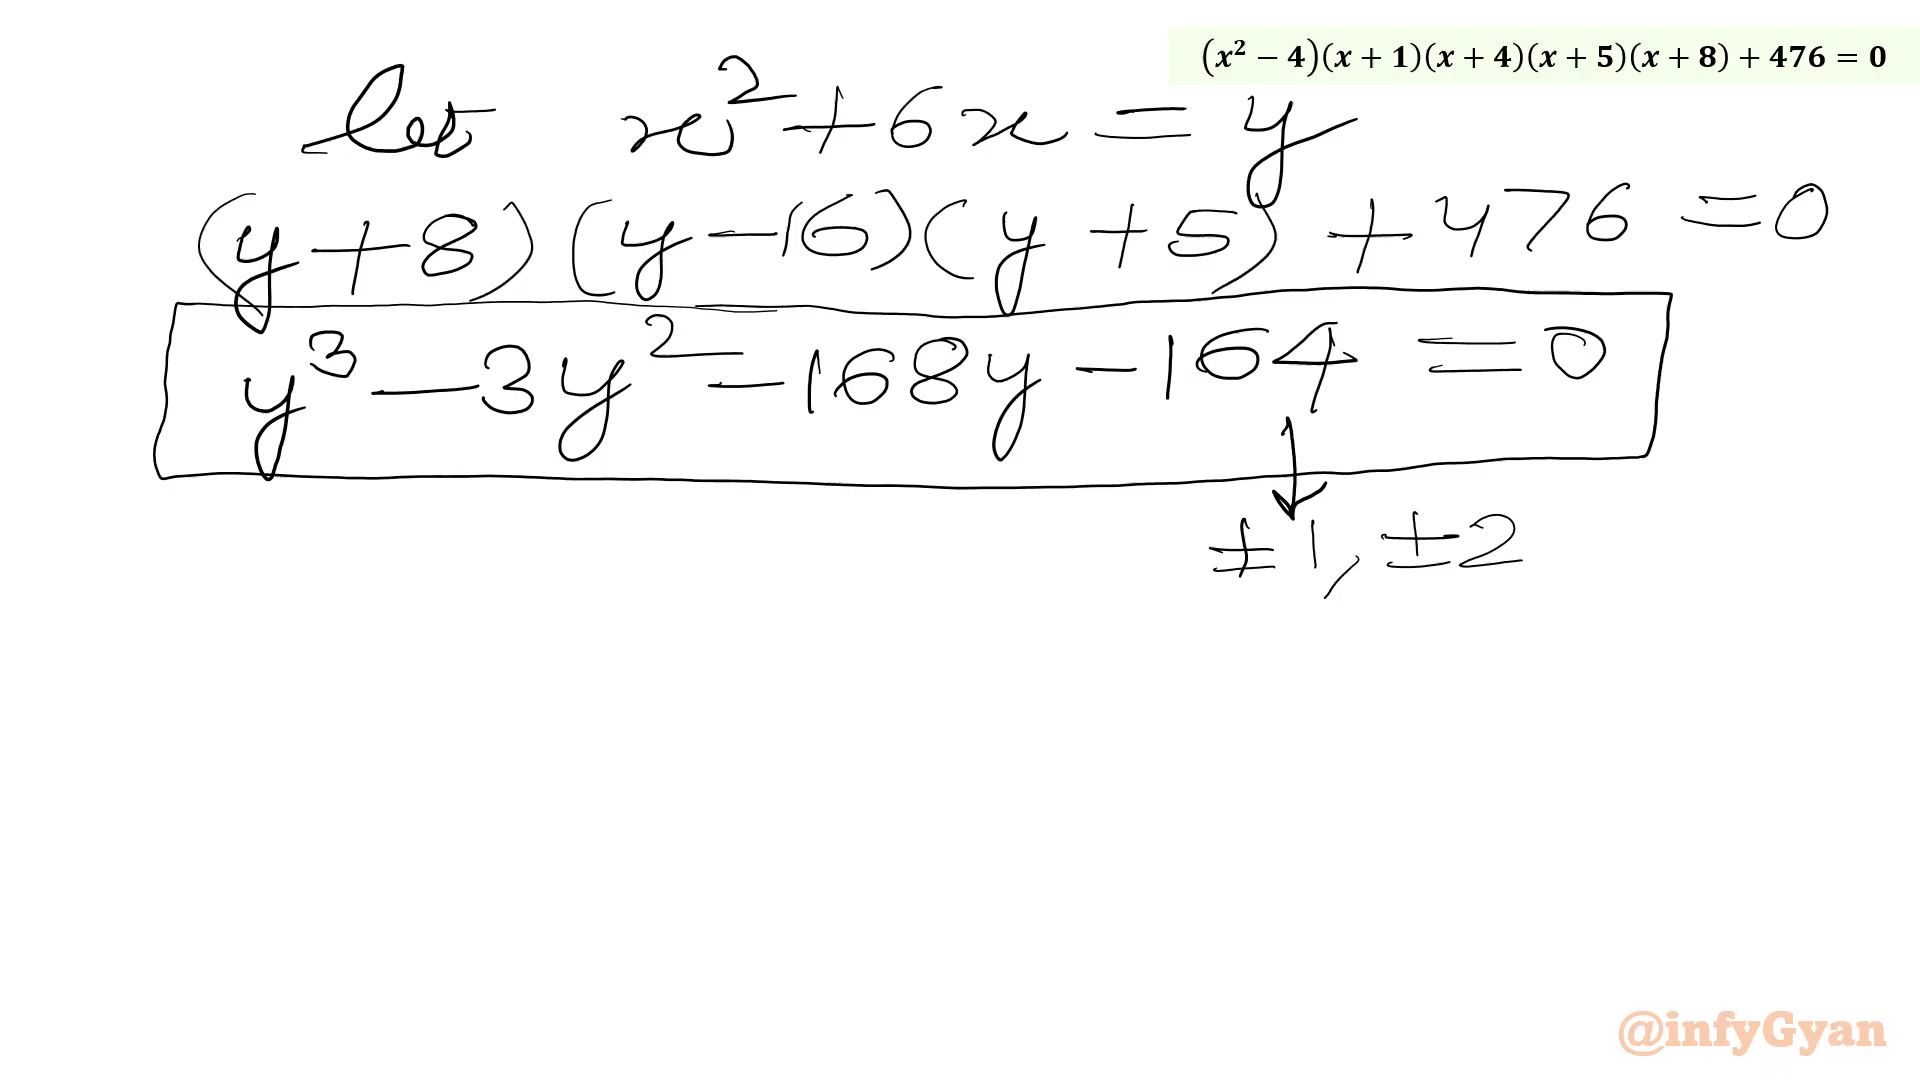 (x² − 4)(x + 1)(x + 4)(x + 5)(x + 8) + 476 = 0
let x² + 6x = y
(y + 8)(y − 16)(y + 5) + 476 = 0
y³ − 3y² − 168y − 164 = 0
↓
±1, ±2
@infyGyan